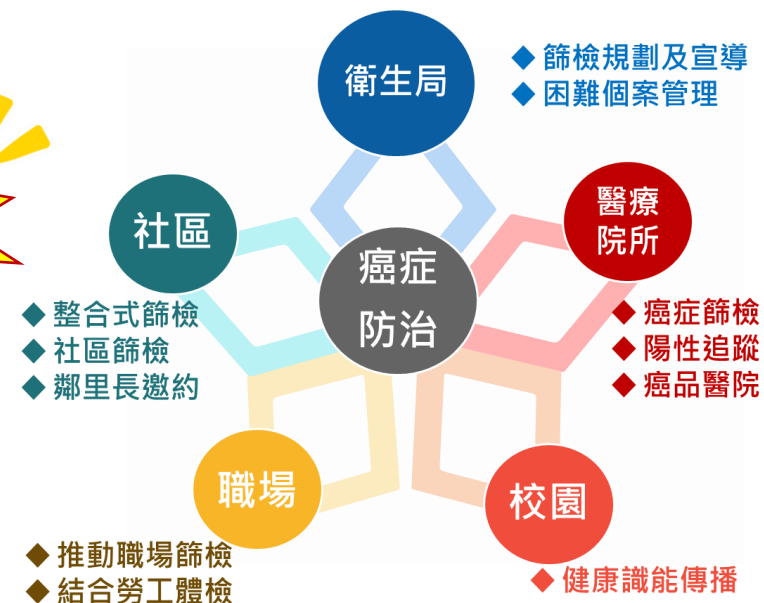 衛生局
◆ 篩檢規劃及宣導
◆ 困難個案管理
醫療
院所
◆ 癌症篩檢
◆ 陽性追蹤
◆ 癌品醫院
社區
◆ 整合式篩檢
◆ 社區篩檢
◆ 鄰里長邀約
癌症
防治
職場
◆ 推動職場篩檢
◆ 結合勞工體檢
校園
◆ 健康識能傳播